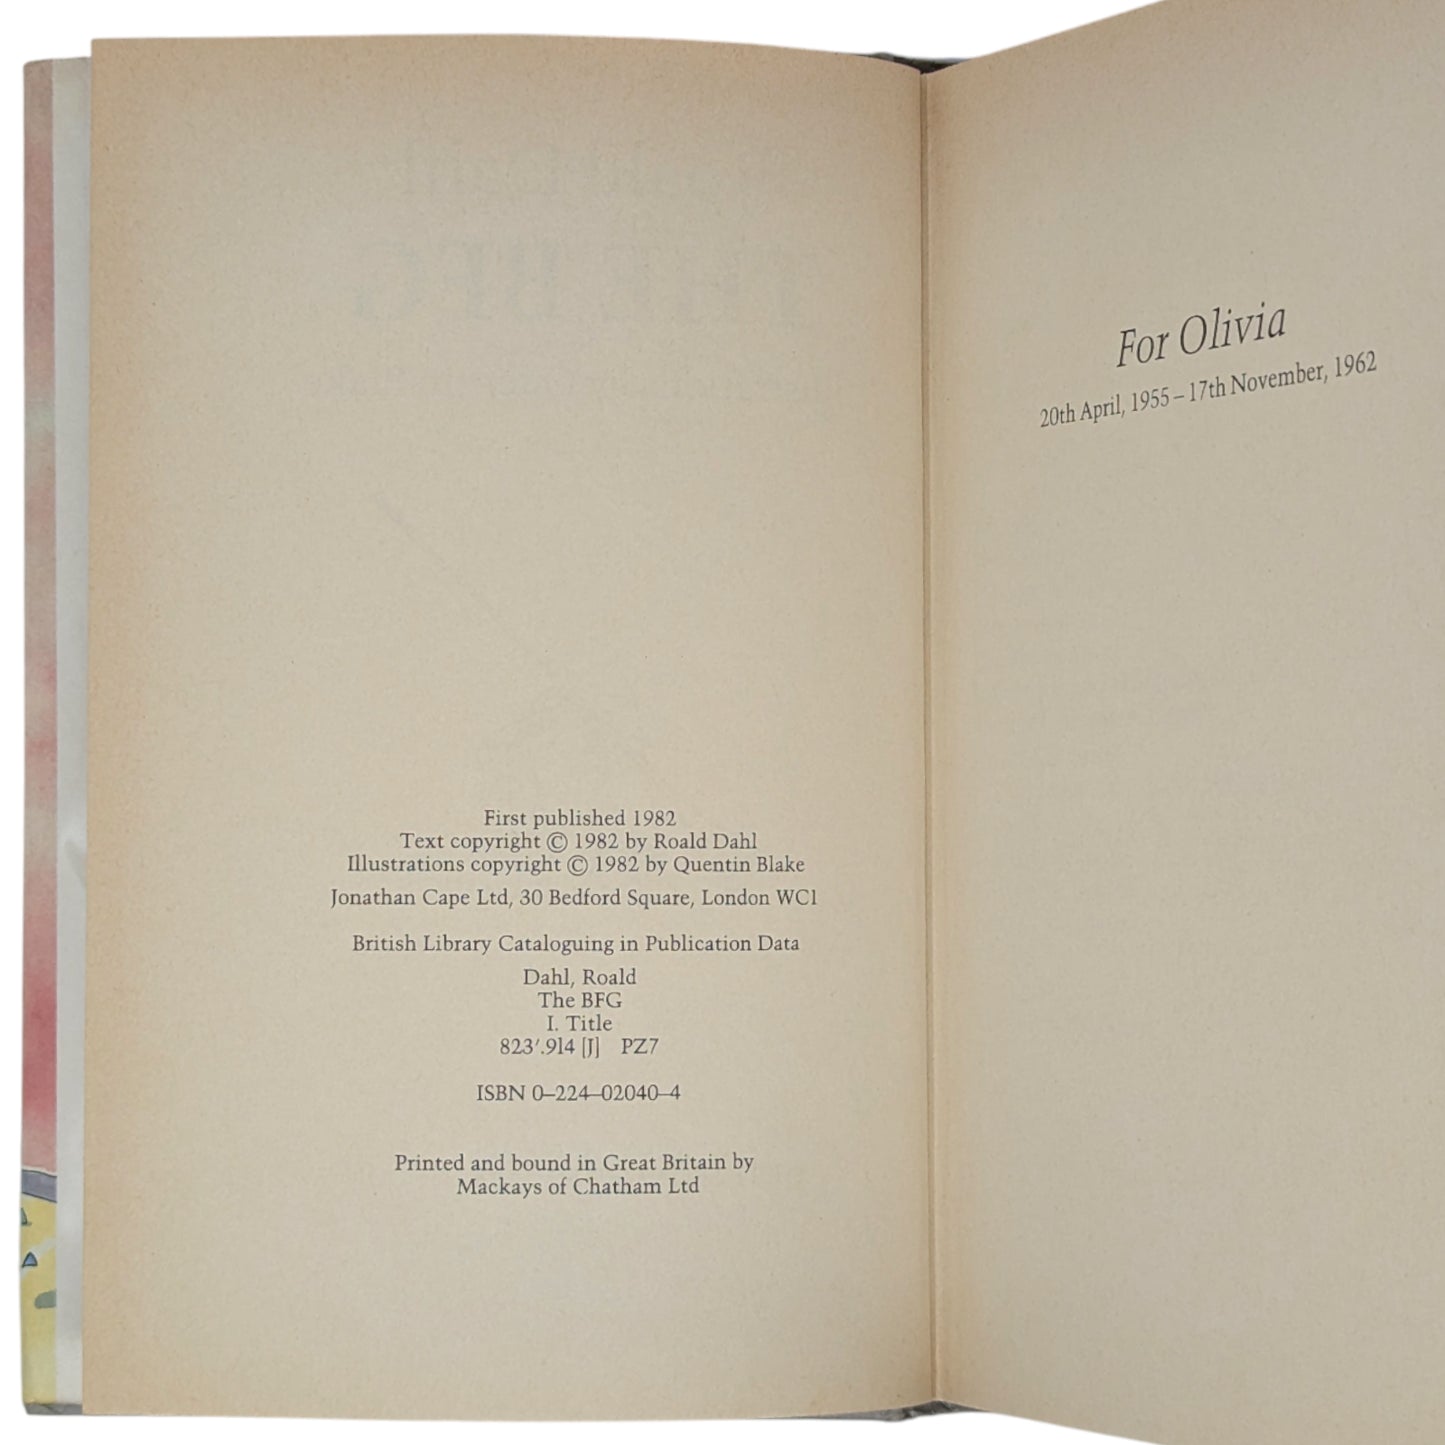 First published 1982
Text copyright © 1982 by Roald Dahl
Illustrations copyright © 1982 by Quentin Blake
Jonathan Cape Ltd, 30 Bedford Square, London WC1
British Library Cataloguing in Publication Data
Dahl, Roald
The BFG
I. Title
823′.914 [J] PZ7
ISBN 0–224–02040–4
Printed and bound in Great Britain by
Mackays of Chatham Ltd
For Olivia
20th April, 1955 – 17th November, 1962